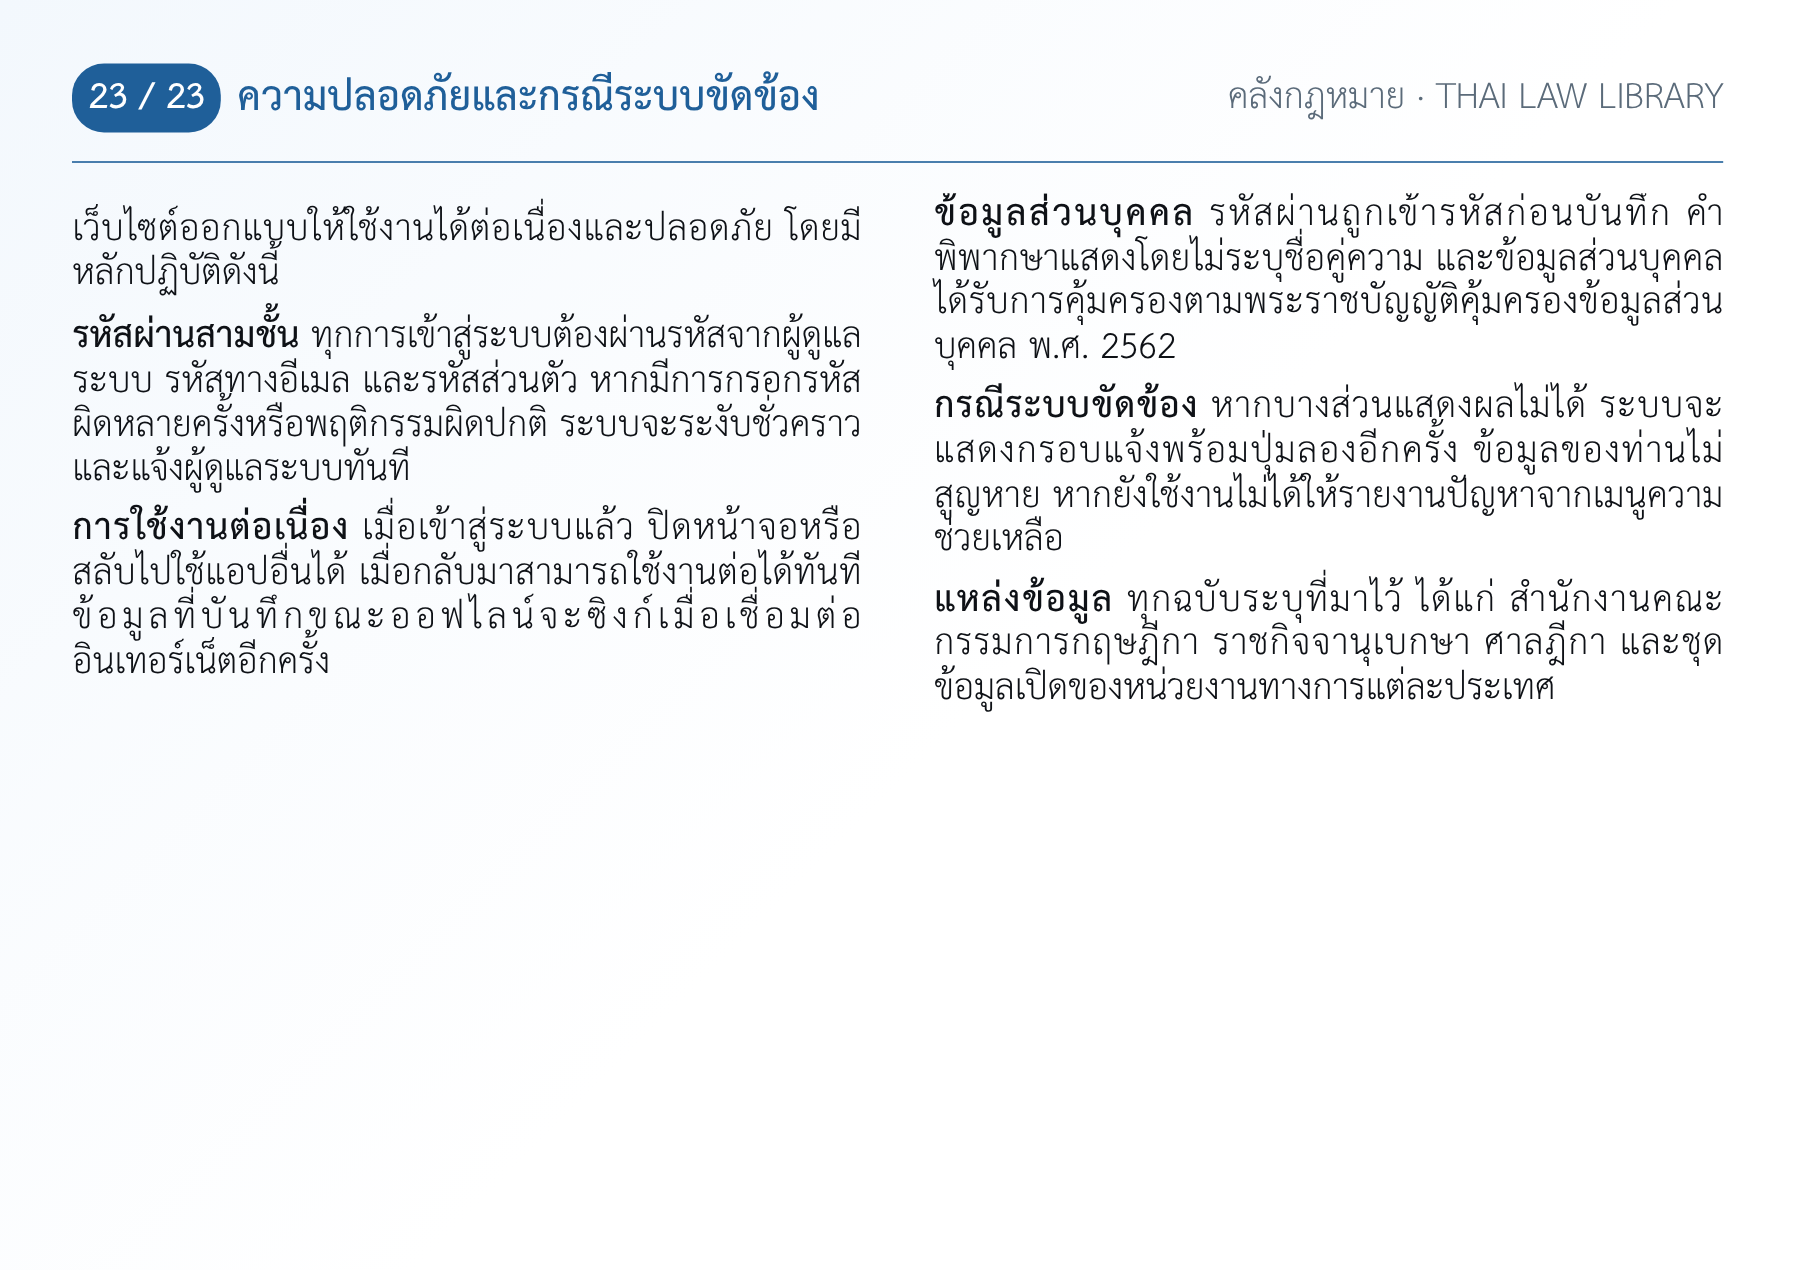 23 / 23 ความปลอดภัยและกรณีระบบขัดข้อง
คลังกฎหมาย · THAI LAW LIBRARY
เว็บไซต์ออกแบบให้ใช้งานได้ต่อเนื่องและปลอดภัย โดยมี
หลักปฏิบัติดังนี้
รหัสผ่านสามชั้น ทุกการเข้าสู่ระบบต้องผ่านรหัสจากผู้ดูแล
ระบบ รหัสทางอีเมล และรหัสส่วนตัว หากมีการกรอกรหัส
ผิดหลายครั้งหรือพฤติกรรมผิดปกติ ระบบจะระงับชั่วคราว
และแจ้งผู้ดูแลระบบทันที
การใช้งานต่อเนื่อง เมื่อเข้าสู่ระบบแล้ว ปิดหน้าจอหรือ
สลับไปใช้แอปอื่นได้ เมื่อกลับมาสามารถใช้งานต่อได้ทันที
ข้อมูลที่บันทึกขณะออฟไลน์จะซิงก์เมื่อเชื่อมต่อ
อินเทอร์เน็ตอีกครั้ง
ข้อมูลส่วนบุคคล รหัสผ่านถูกเข้ารหัสก่อนบันทึก คำ
พิพากษาแสดงโดยไม่ระบุชื่อคู่ความ และข้อมูลส่วนบุคคล
ได้รับการคุ้มครองตามพระราชบัญญัติคุ้มครองข้อมูลส่วน
บุคคล พ.ศ. 2562
กรณีระบบขัดข้อง หากบางส่วนแสดงผลไม่ได้ ระบบจะ
แสดงกรอบแจ้งพร้อมปุ่มลองอีกครั้ง ข้อมูลของท่านไม่
สูญหาย หากยังใช้งานไม่ได้ให้รายงานปัญหาจากเมนูความ
ช่วยเหลือ
แหล่งข้อมูล ทุกฉบับระบุที่มาไว้ ได้แก่ สำนักงานคณะ
กรรมการกฤษฎีกา ราชกิจจานุเบกษา ศาลฎีกา และชุด
ข้อมูลเปิดของหน่วยงานทางการแต่ละประเทศ